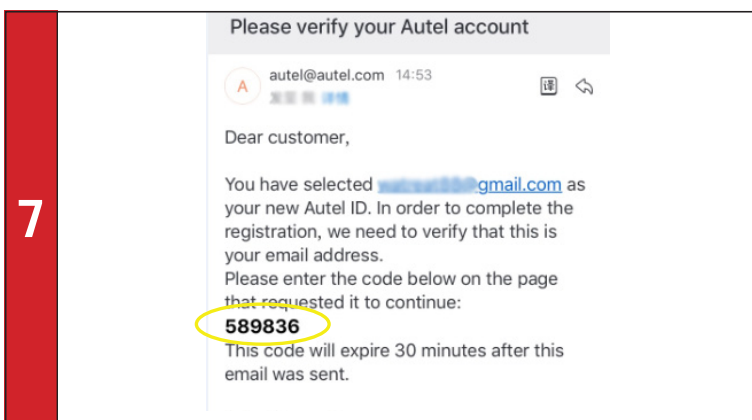 7
Please verify your Autel account
A
autel@autel.com 14:53
译
详情
Dear customer,
You have selected @gmail.com as
your new Autel ID. In order to complete the
registration, we need to verify that this is
your email address.
Please enter the code below on the page
that requested it to continue:
589836
This code will expire 30 minutes after this
email was sent.